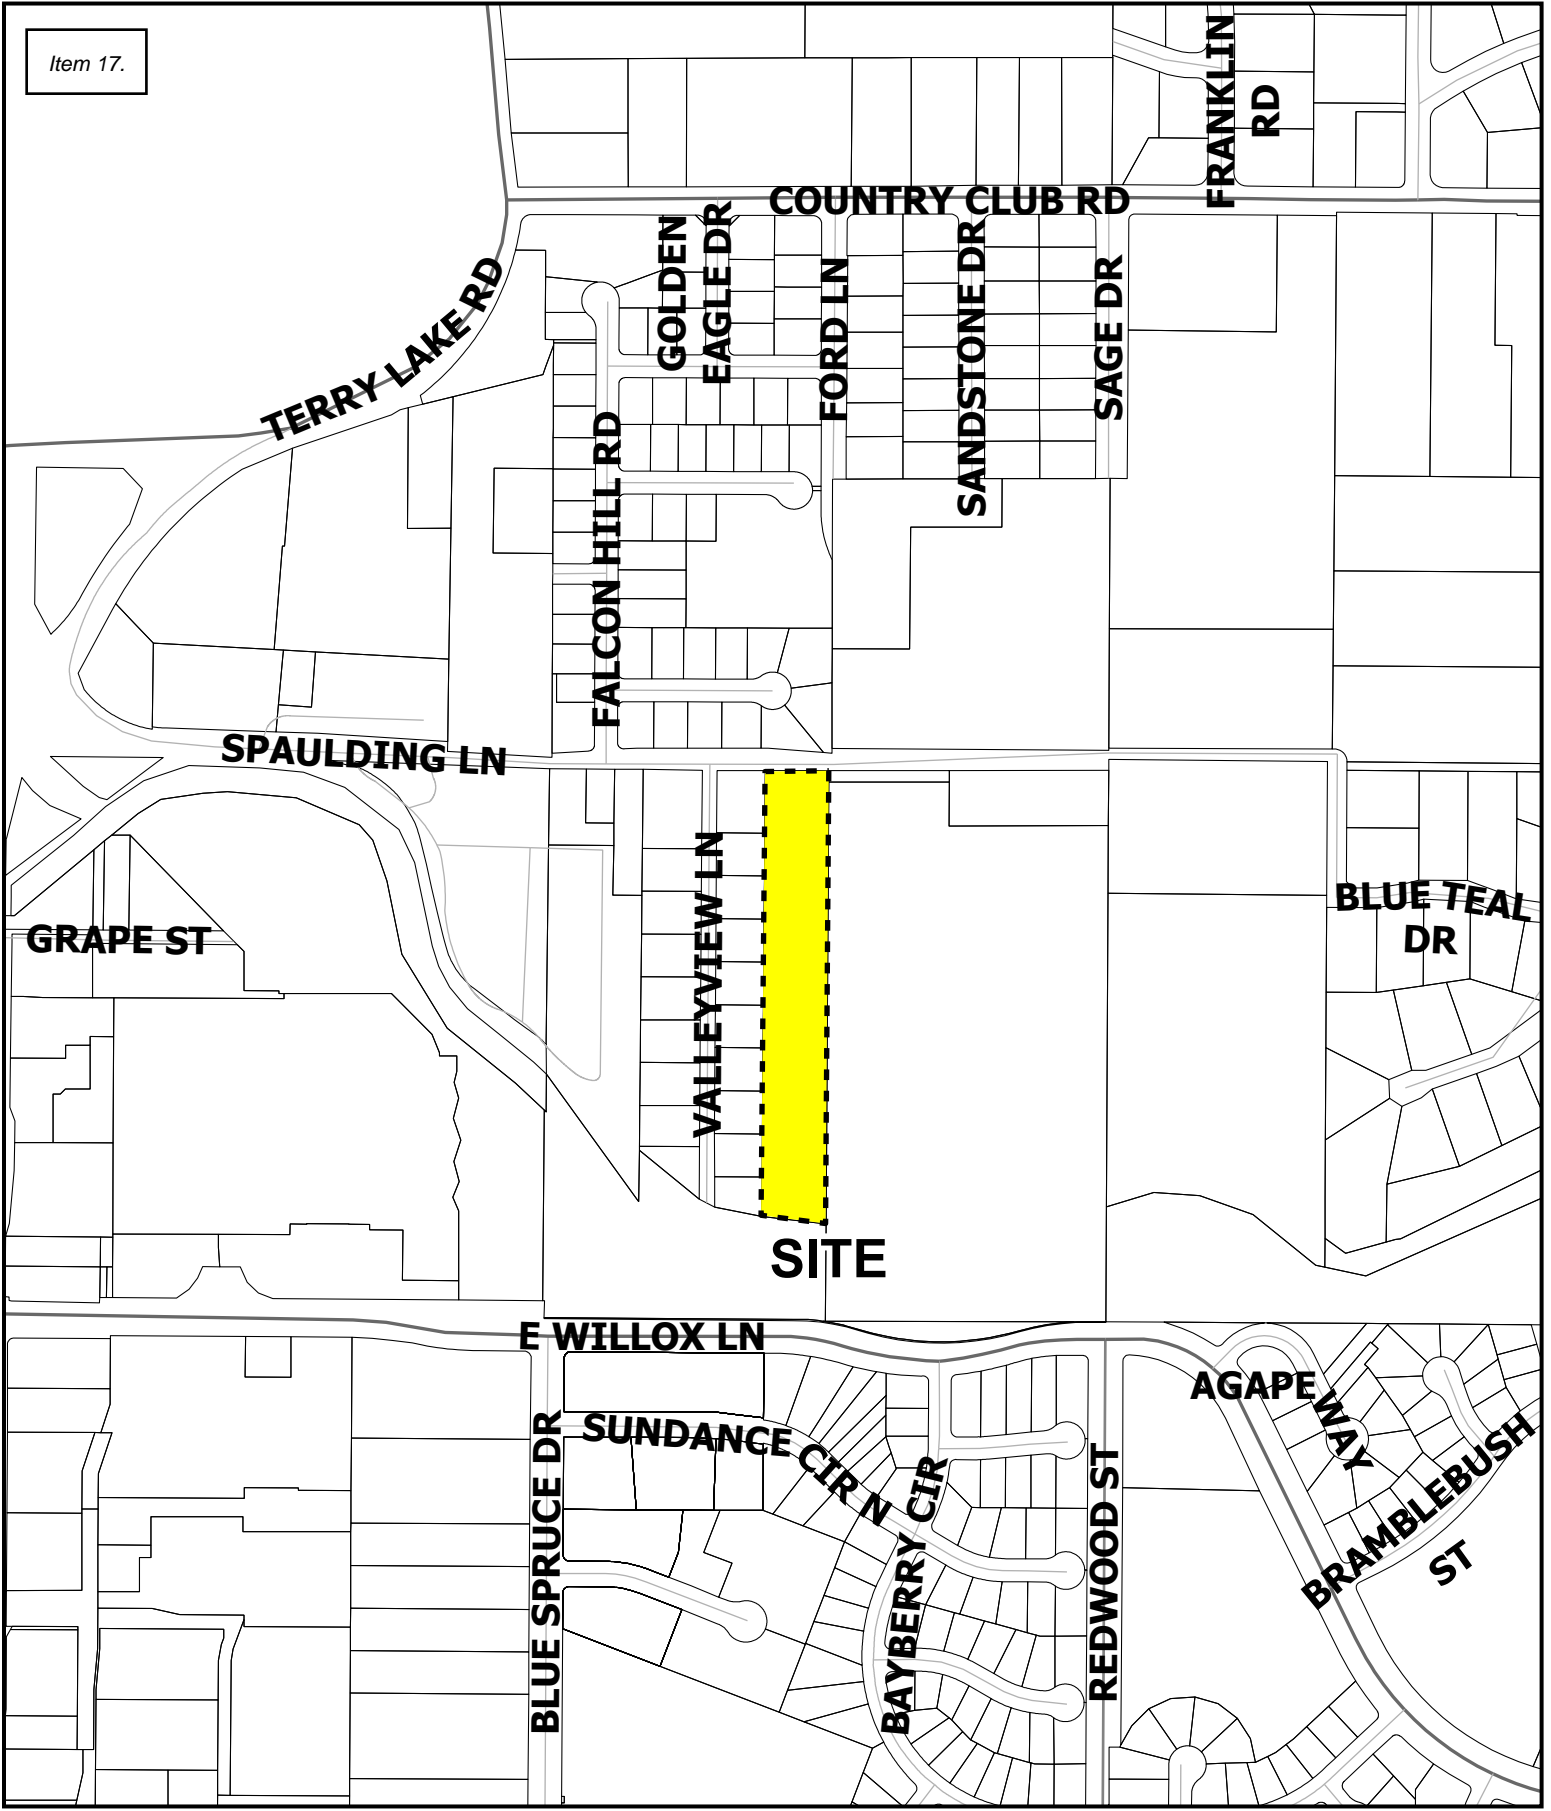 Item 17.
FRANKLIN
RD
COUNTRY CLUB RD
GOLDEN
EAGLE DR
FORD LN
SANDSTONE DR
SAGE DR
TERRY LAKE RD
FALCON HILL RD
SPAULDING LN
VALLEYVIEW LN
BLUE TEAL
DR
GRAPE ST
SITE
E WILLOX LN
AGAPE WAY
SUNDANCE CIR N
BLUE SPRUCE DR
BAYBERRY CIR
REDWOOD ST
BRAMBLEBUSH
ST